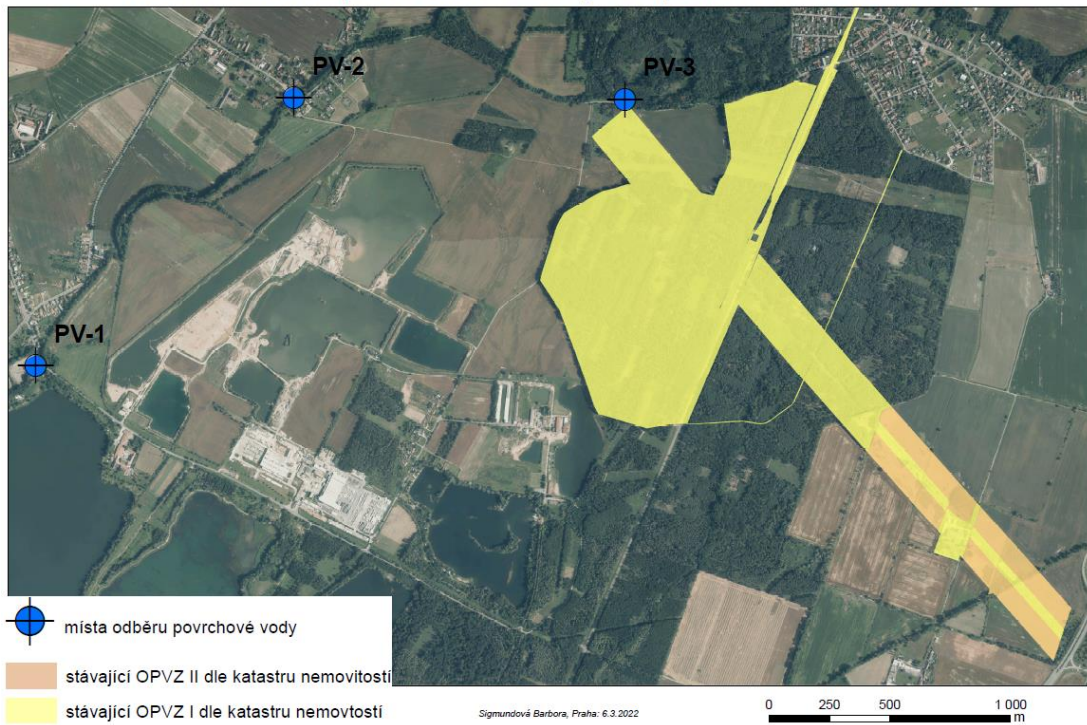 PV-2
PV-3
PV-1
místa odběru povrchové vody
stávající OPVZ II dle katastru nemovitostí
stávající OPVZ I dle katastru nemovtostí
Sigmundová Barbora, Praha: 6.3.2022
0 250 500 1 000
m